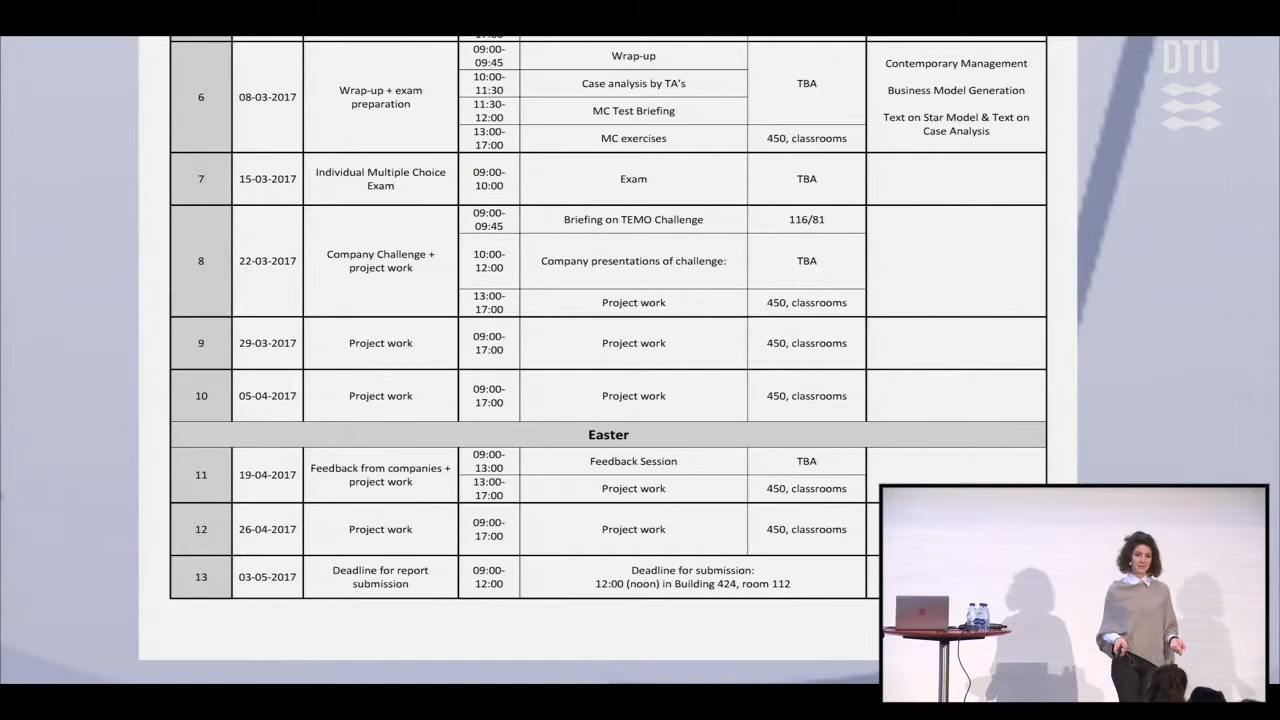 DTU
09:00-
09:45
Wrap-up
10:00-
11:30
Case analysis by TA's
11:30-
12:00
MC Test Briefing
13:00-
17:00
MC exercises
6
08-03-2017
Wrap-up + exam
preparation
TBA
450, classrooms
Contemporary Management
Business Model Generation
Text on Star Model & Text on
Case Analysis
7
15-03-2017
Individual Multiple Choice
Exam
09:00-
10:00
Exam
TBA
8
22-03-2017
Company Challenge +
project work
09:00-
09:45
Briefing on TEMO Challenge
116/81
10:00-
12:00
Company presentations of challenge:
TBA
13:00-
17:00
Project work
450, classrooms
9
29-03-2017
Project work
09:00-
17:00
Project work
450, classrooms
10
05-04-2017
Project work
09:00-
17:00
Project work
450, classrooms
Easter
11
19-04-2017
Feedback from companies +
project work
09:00-
13:00
Feedback Session
TBA
13:00-
17:00
Project work
450, classrooms
12
26-04-2017
Project work
09:00-
17:00
Project work
450, classrooms
13
03-05-2017
Deadline for report
submission
09:00-
12:00
Deadline for submission:
12:00 (noon) in Building 424, room 112